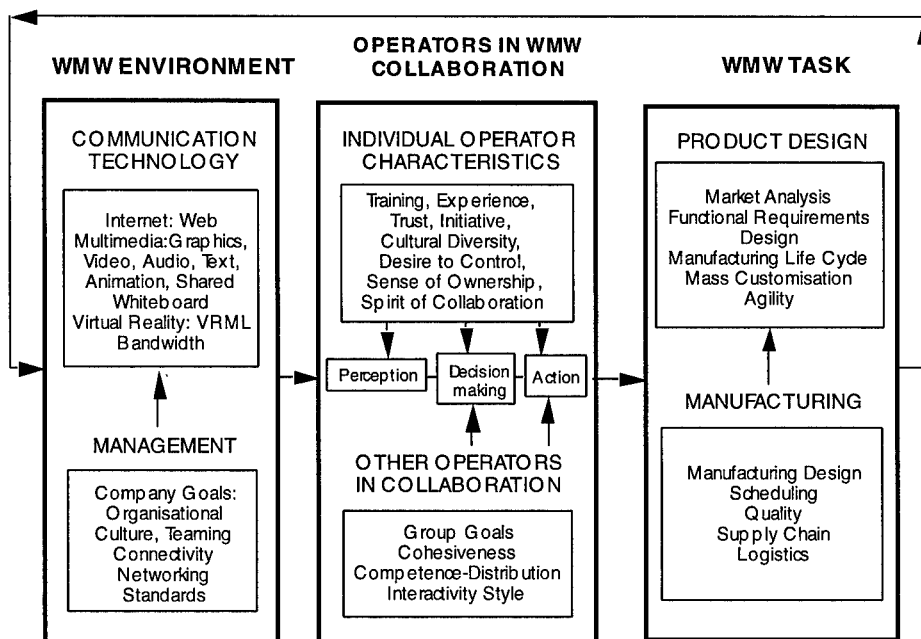 WMW ENVIRONMENT
OPERATORS IN WMW
COLLABORATION
WMW TASK
COMMUNICATION
TECHNOLOGY
Internet: Web
Multimedia:Graphics,
Video, Audio, Text,
Animation, Shared
Whiteboard
Virtual Reality: VRML
Bandwidth
MANAGEMENT
Company Goals:
Organisational
Culture, Teaming
Connectivity
Networking
Standards
INDIVIDUAL OPERATOR
CHARACTERISTICS
Training, Experience,
Trust, Initiative,
Cultural Diversity,
Desire to Control,
Sense of Ownership,
Spirit of Collaboration
Perception
Decision
making
Action
OTHER OPERATORS
IN COLLABORATION
Group Goals
Cohesiveness
Competence-Distribution
Interactivity Style
PRODUCT DESIGN
Market Analysis
Functional Requirements
Design
Manufacturing Life Cycle
Mass Customisation
Agility
MANUFACTURING
Manufacturing Design
Scheduling
Quality
Supply Chain
Logistics